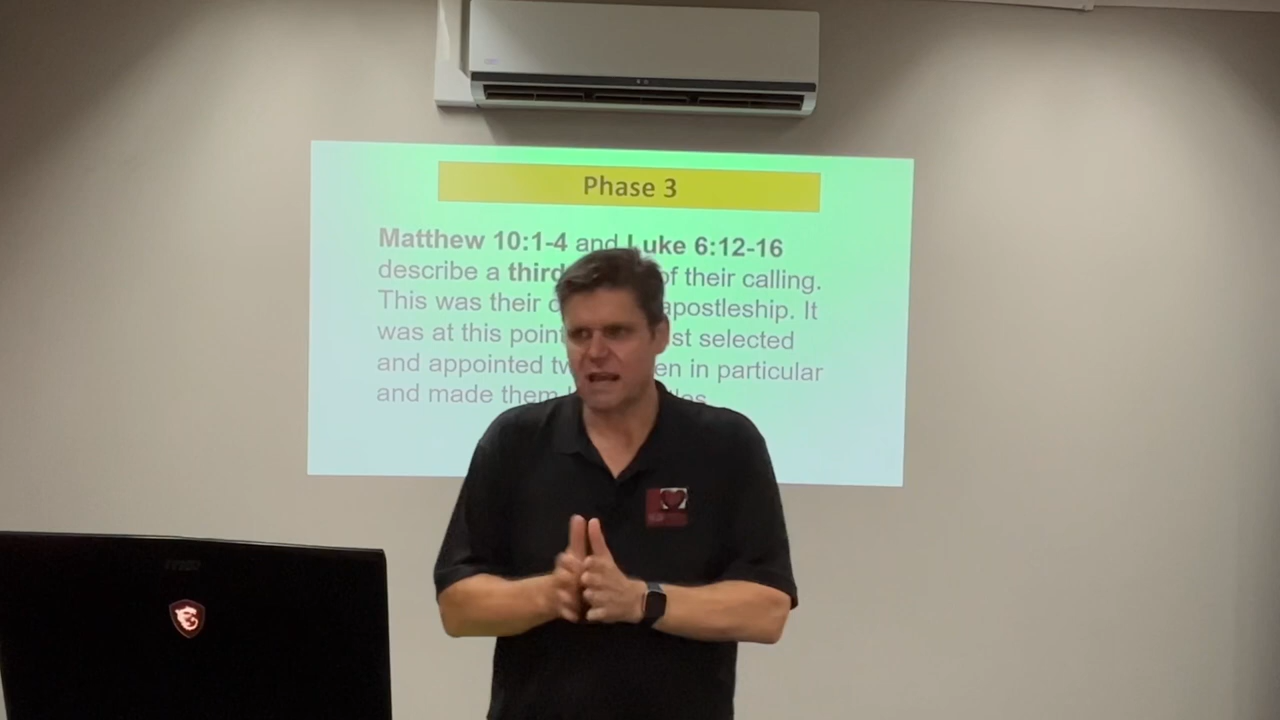 Phase 3
Matthew 10:1-4 and Luke 6:12-16
describe a third of their calling.
This was their apostleship. It
was at this point st selected
and appointed tw en in particular
and made them les.